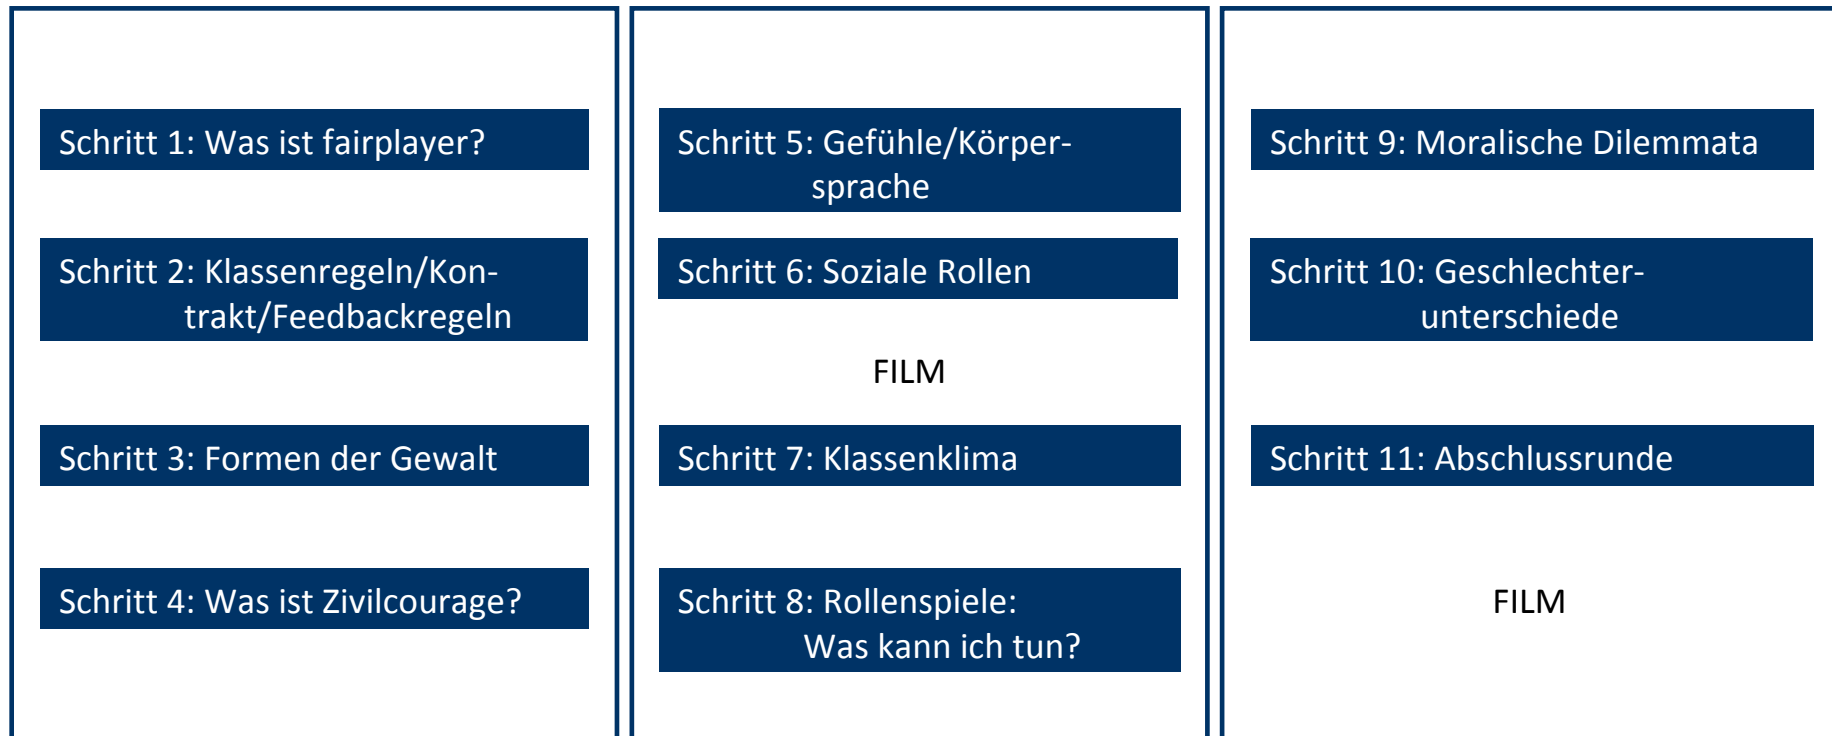 Schritt 1: Was ist fairplayer?
Schritt 2: Klassenregeln/Kon-
trakt/Feedbackregeln
Schritt 3: Formen der Gewalt
Schritt 4: Was ist Zivilcourage?
Schritt 5: Gefühle/Körper-
sprache
Schritt 6: Soziale Rollen
FILM
Schritt 7: Klassenklima
Schritt 8: Rollenspiele:
Was kann ich tun?
Schritt 9: Moralische Dilemmata
Schritt 10: Geschlechter-
unterschiede
Schritt 11: Abschlussrunde
FILM